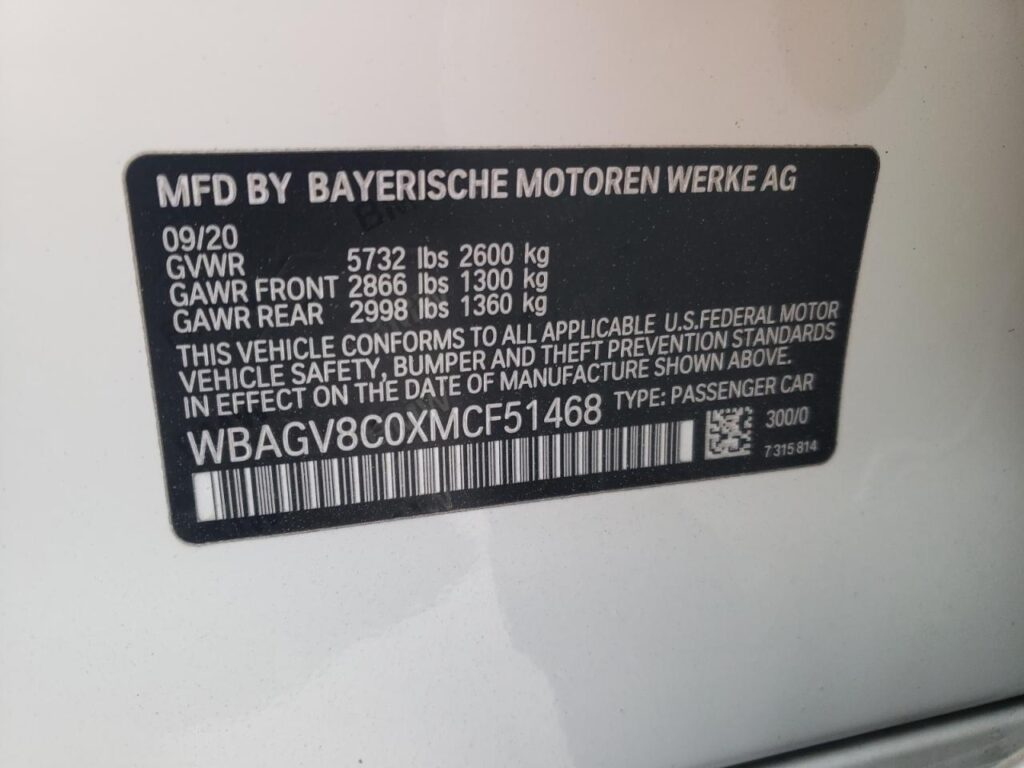 MFD BY BAYERISCHE MOTOREN WERKE AG
09/20
GVWR 5732 lbs 2600 kg
GAWR FRONT 2866 lbs 1300 kg
GAWR REAR 2998 lbs 1360 kg
THIS VEHICLE CONFORMS TO ALL APPLICABLE U.S.FEDERAL MOTOR
VEHICLE SAFETY, BUMPER AND THEFT PREVENTION STANDARDS
IN EFFECT ON THE DATE OF MANUFACTURE SHOWN ABOVE.
WBAGV8C0XMCF51468 TYPE: PASSENGER CAR
300/0
7 315 814